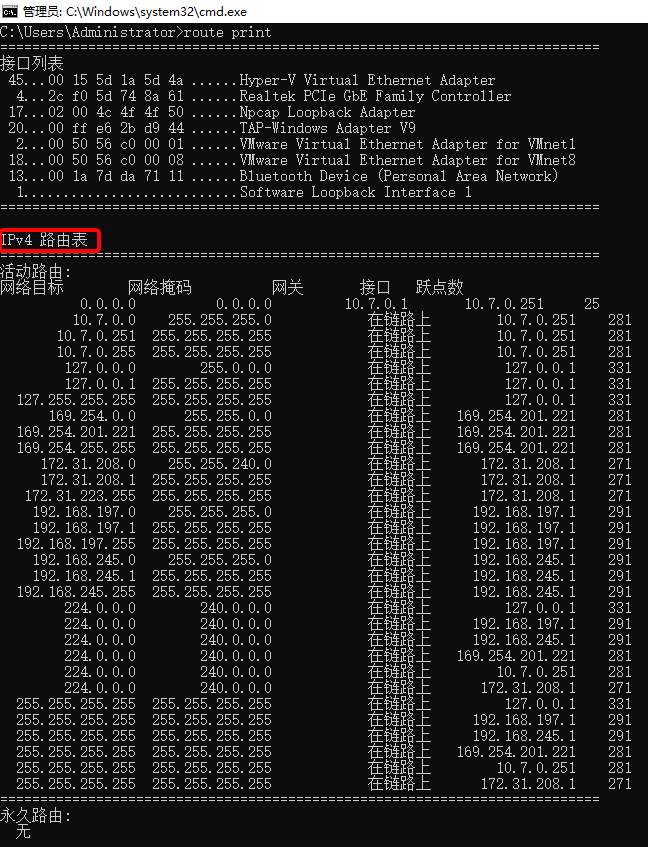 管理员: C:\Windows\system32\cmd.exe
C:\Users\Administrator>route print
===========================================================================
接口列表
 45...00 15 5d 1a 5d 4a ......Hyper-V Virtual Ethernet Adapter
  4...2c f0 5d 74 8a 61 ......Realtek PCIe GbE Family Controller
 17...02 00 4c 4f 4f 50 ......Npcap Loopback Adapter
 20...00 ff e6 2b d9 44 ......TAP-Windows Adapter V9
  2...00 50 56 c0 00 01 ......VMware Virtual Ethernet Adapter for VMnet1
 18...00 50 56 c0 00 08 ......VMware Virtual Ethernet Adapter for VMnet8
 13...00 1a 7d da 71 11 ......Bluetooth Device (Personal Area Network)
  1...........................Software Loopback Interface 1
===========================================================================
IPv4 路由表
===========================================================================
活动路由:
网络目标        网络掩码          网关       接口   跃点数
          0.0.0.0          0.0.0.0         10.7.0.1       10.7.0.251     25
         10.7.0.0    255.255.255.0            在链路上        10.7.0.251    281
       10.7.0.251  255.255.255.255            在链路上        10.7.0.251    281
       10.7.0.255  255.255.255.255            在链路上        10.7.0.251    281
        127.0.0.0        255.0.0.0            在链路上         127.0.0.1    331
        127.0.0.1  255.255.255.255            在链路上         127.0.0.1    331
  127.255.255.255  255.255.255.255            在链路上         127.0.0.1    331
      169.254.0.0      255.255.0.0            在链路上   169.254.201.221    281
  169.254.201.221  255.255.255.255            在链路上   169.254.201.221    281
  169.254.255.255  255.255.255.255            在链路上   169.254.201.221    281
     172.31.208.0    255.255.240.0            在链路上      172.31.208.1    271
     172.31.208.1  255.255.255.255            在链路上      172.31.208.1    271
   172.31.223.255  255.255.255.255            在链路上      172.31.208.1    271
    192.168.197.0    255.255.255.0            在链路上     192.168.197.1    291
    192.168.197.1  255.255.255.255            在链路上     192.168.197.1    291
  192.168.197.255  255.255.255.255            在链路上     192.168.197.1    291
    192.168.245.0    255.255.255.0            在链路上     192.168.245.1    291
    192.168.245.1  255.255.255.255            在链路上     192.168.245.1    291
  192.168.245.255  255.255.255.255            在链路上     192.168.245.1    291
        224.0.0.0        240.0.0.0            在链路上         127.0.0.1    331
        224.0.0.0        240.0.0.0            在链路上     192.168.197.1    291
        224.0.0.0        240.0.0.0            在链路上     192.168.245.1    291
        224.0.0.0        240.0.0.0            在链路上   169.254.201.221    281
        224.0.0.0        240.0.0.0            在链路上        10.7.0.251    281
        224.0.0.0        240.0.0.0            在链路上      172.31.208.1    271
  255.255.255.255  255.255.255.255            在链路上         127.0.0.1    331
  255.255.255.255  255.255.255.255            在链路上     192.168.197.1    291
  255.255.255.255  255.255.255.255            在链路上     192.168.245.1    291
  255.255.255.255  255.255.255.255            在链路上   169.254.201.221    281
  255.255.255.255  255.255.255.255            在链路上        10.7.0.251    281
  255.255.255.255  255.255.255.255            在链路上      172.31.208.1    271
===========================================================================
永久路由:
  无